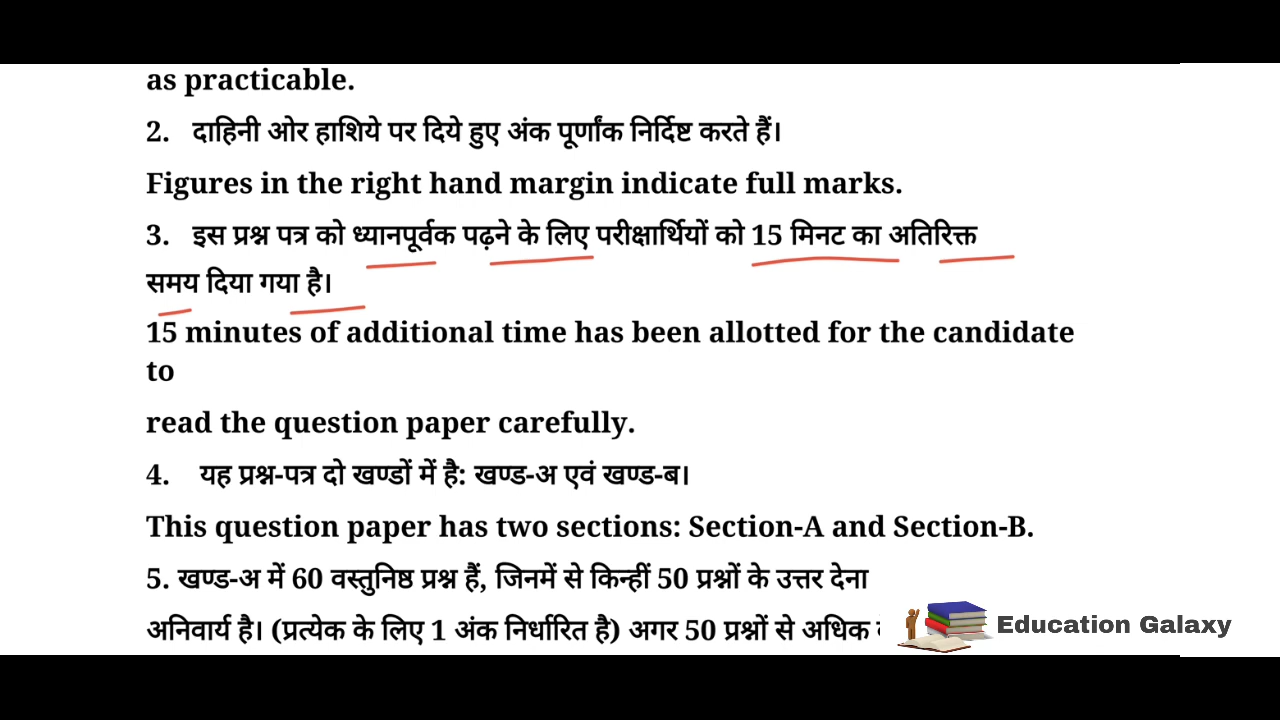 as practicable.
2. दाहिनी ओर हाशिये पर दिये हुए अंक पूर्णांक निर्दिष्ट करते हैं।
Figures in the right hand margin indicate full marks.
3. इस प्रश्न पत्र को ध्यानपूर्वक पढ़ने के लिए परीक्षार्थियों को 15 मिनट का अतिरिक्त
समय दिया गया है।
15 minutes of additional time has been allotted for the candidate
to
read the question paper carefully.
4. यह प्रश्न-पत्र दो खण्डों में है: खण्ड-अ एवं खण्ड-ब।
This question paper has two sections: Section-A and Section-B.
5. खण्ड-अ में 60 वस्तुनिष्ठ प्रश्न हैं, जिनमें से किन्हीं 50 प्रश्नों के उत्तर देना
अनिवार्य है। (प्रत्येक के लिए 1 अंक निर्धारित है) अगर 50 प्रश्नों से अधिक
Education Galaxy